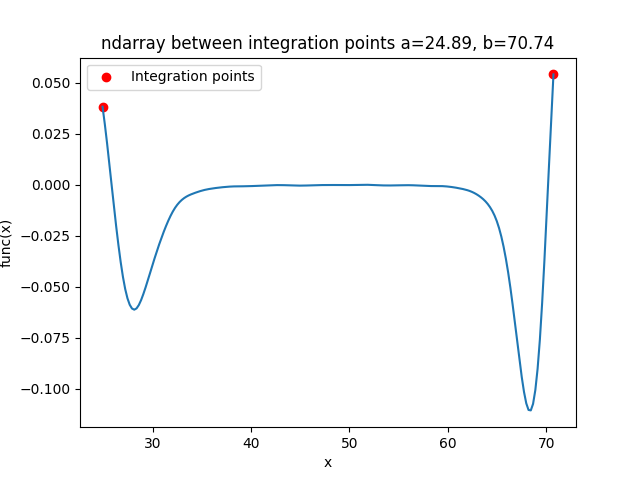 ndarray between integration points a=24.89, b=70.74
Integration points
0.050
0.025
0.000
−0.025
−0.050
−0.075
−0.100
func(x)
30 40 50 60 70
x